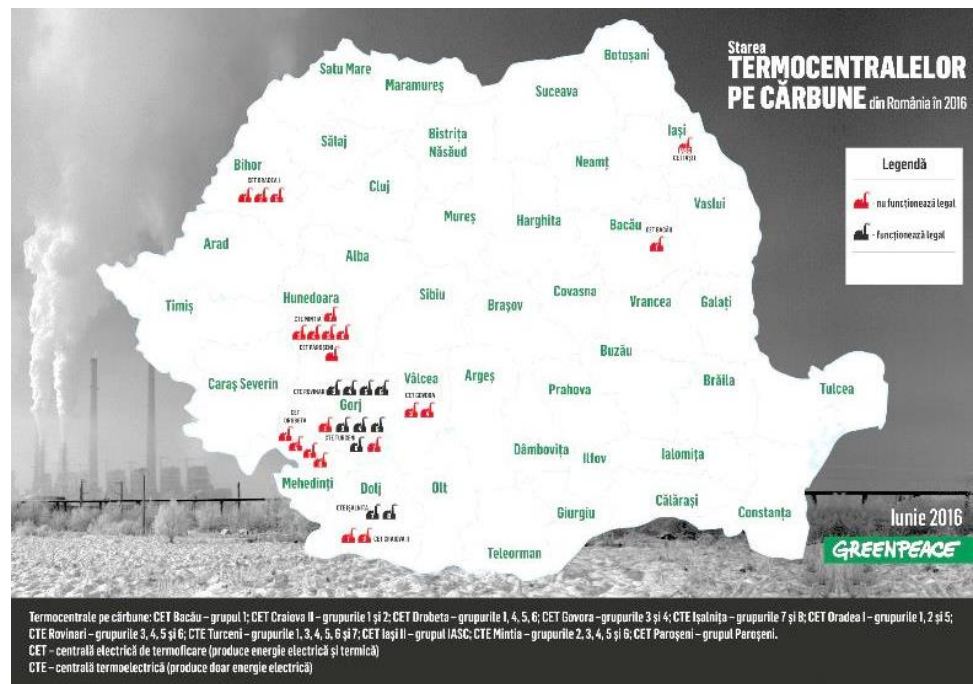 Starea
TERMOCENTRALELOR
PE CĂRBUNE din România în 2016
Legendă
- nu funcționează legal
- funcționează legal
Botoșani
Satu Mare
Maramureș
Suceava
Iași
Sălaj
Bistrița
Năsăud
Neamț
Bihor
CET ORADEA I
Cluj
Vaslui
Mureș
Harghita
Bacău
CET BACĂU
Arad
Alba
Timiș
Hunedoara
Sibiu
Brașov
Covasna
Vrancea
Galați
CTE MINTIA
CET PAROȘENI
Buzău
Caraș Severin
CTE ROVINARI
Vâlcea
Argeș
Prahova
Brăila
Tulcea
CET GOVORA
Gorj
CET
DROBETA
CTE TURCENI
Dâmbovița
Ilfov
Ialomița
Mehedinți
Dolj
Olt
CTE IȘALNIȚA
Giurgiu
Călărași
Constanța
CET CRAIOVA II
Teleorman
Iunie 2016
GREENPEACE
Termocentrale pe cărbune: CET Bacău – grupul 1; CET Craiova II – grupurile 1 și 2; CET Drobeta – grupurile 1, 4, 5, 6; CET Govora – grupurile 3 și 4; CTE Ișalnița – grupurile 7 și 8; CET Oradea I – grupurile 1, 2 și 5;
CTE Rovinari – grupurile 3, 4, 5 și 6; CTE Turceni – grupurile 1, 3, 4, 5, 6 și 7; CET Iași II – grupul IASC; CTE Mintia – grupurile 2, 3, 4, 5 și 6; CET Paroșeni – grupul Paroșeni.
CET – centrală electrică de termoficare (produce energie electrică și termică)
CTE – centrală termoelectrică (produce doar energie electrică)